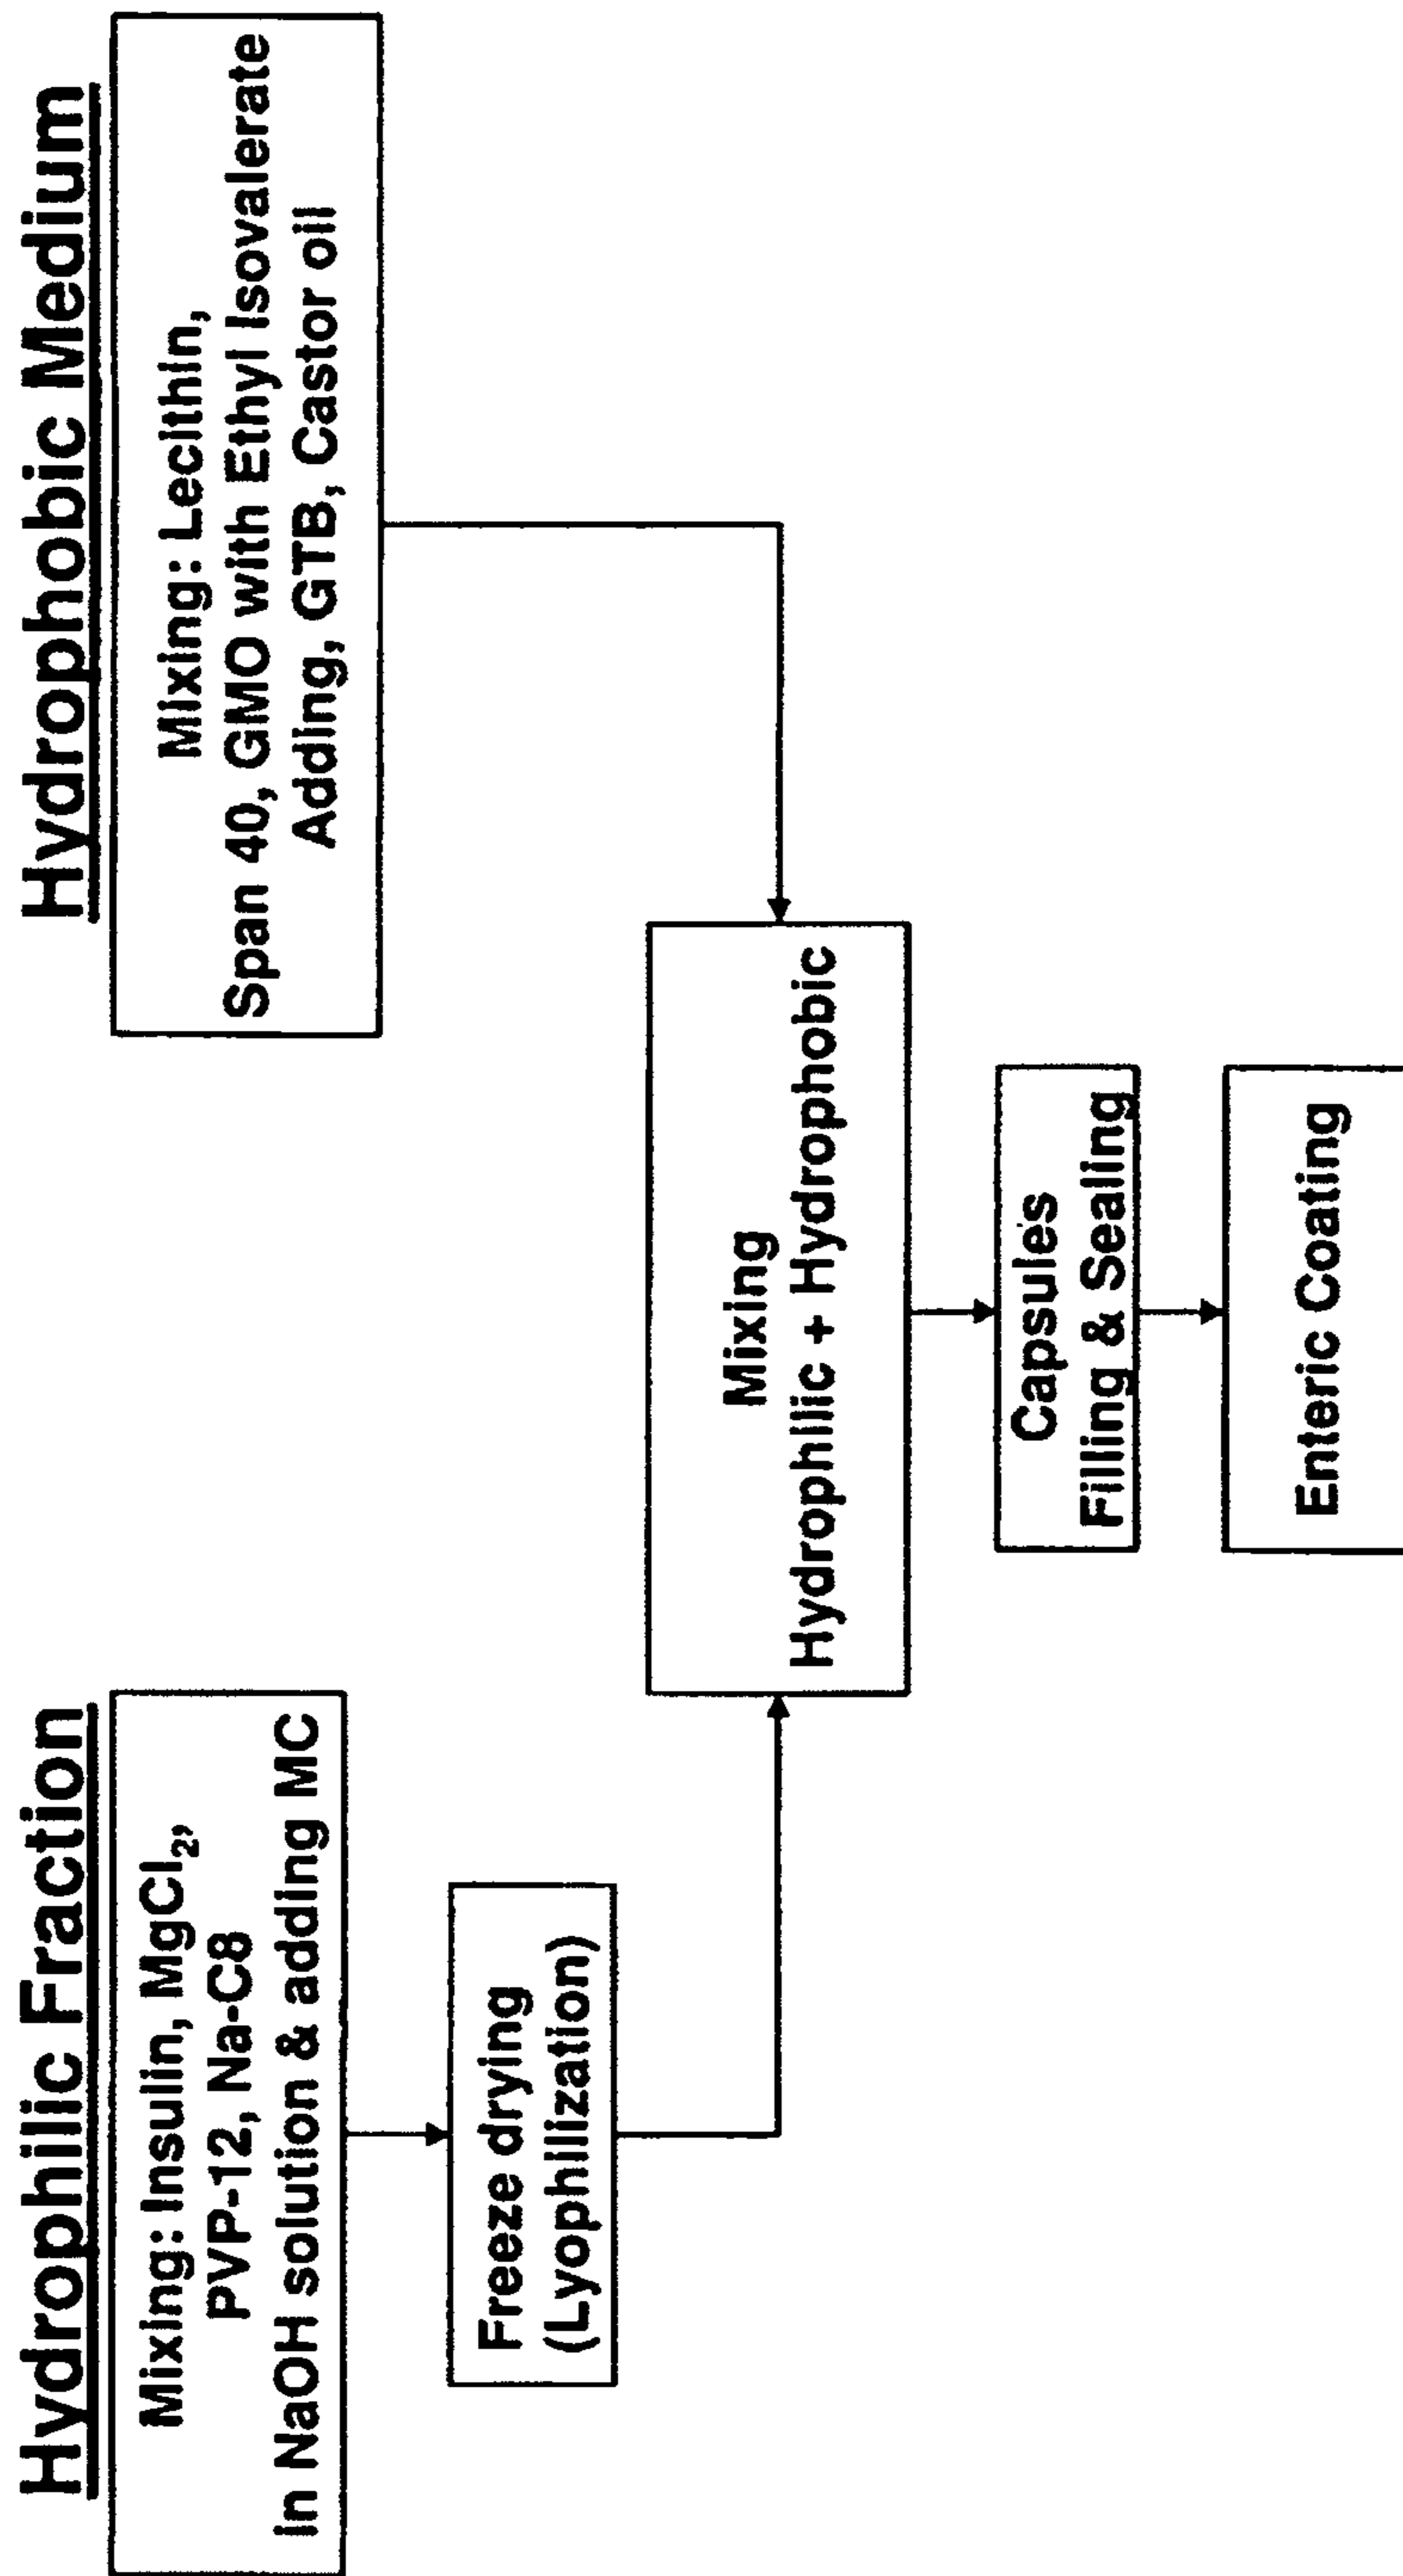 Hydrophilic Fraction
Mixing: Insulin, MgCl₂,
PVP-12, Na-C8
in NaOH solution & adding MC
Freeze drying
(Lyophilization)
Hydrophobic Medium
Mixing: Lecithin,
Span 40, GMO with Ethyl Isovalerate
Adding, GTB, Castor oil
Mixing
Hydrophilic + Hydrophobic
Capsules
Filling & Sealing
Enteric Coating